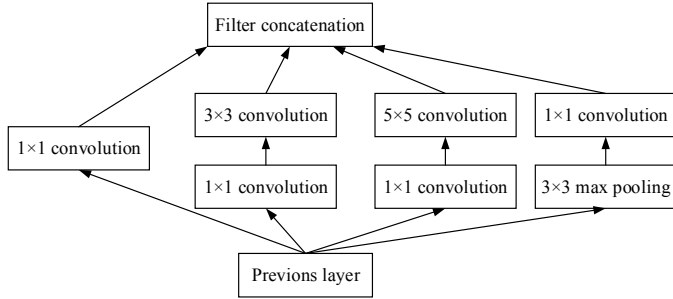 Filter concatenation
3×3 convolution
5×5 convolution
1×1 convolution
1×1 convolution
1×1 convolution
1×1 convolution
3×3 max pooling
Previons layer